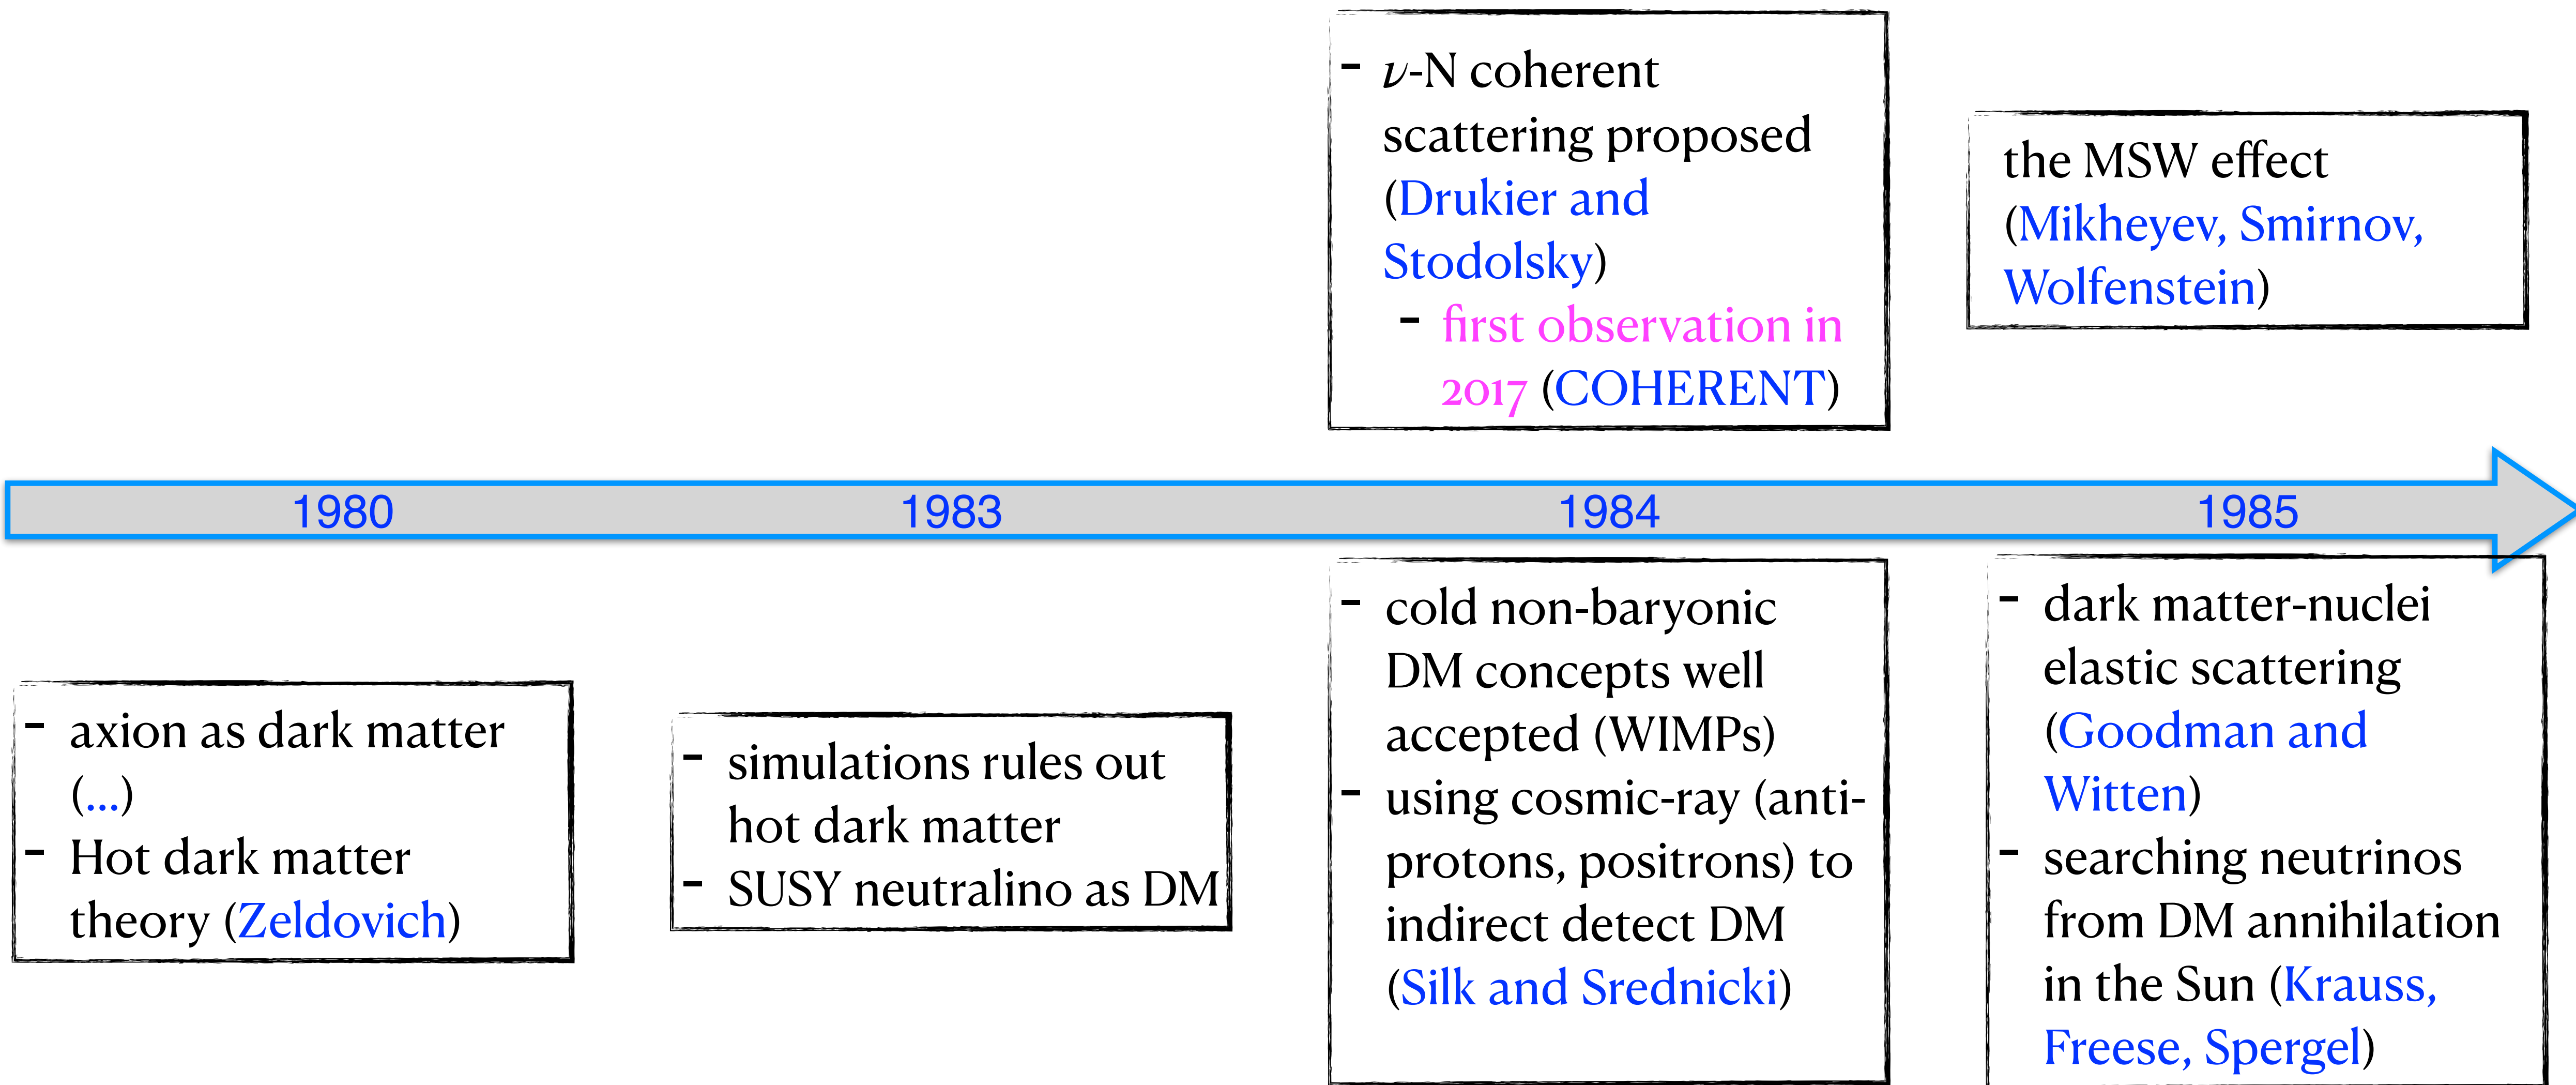 - ν-N coherent
scattering proposed
(Drukier and
Stodolsky)
- first observation in
2017 (COHERENT)
the MSW effect
(Mikheyev, Smirnov,
Wolfenstein)
1980
1983
1984
1985
- axion as dark matter
(...)
- Hot dark matter
theory (Zeldovich)
- simulations rules out
hot dark matter
- SUSY neutralino as DM
- cold non-baryonic
DM concepts well
accepted (WIMPs)
- using cosmic-ray (anti-
protons, positrons) to
indirect detect DM
(Silk and Srednicki)
- dark matter-nuclei
elastic scattering
(Goodman and
Witten)
- searching neutrinos
from DM annihilation
in the Sun (Krauss,
Freese, Spergel)